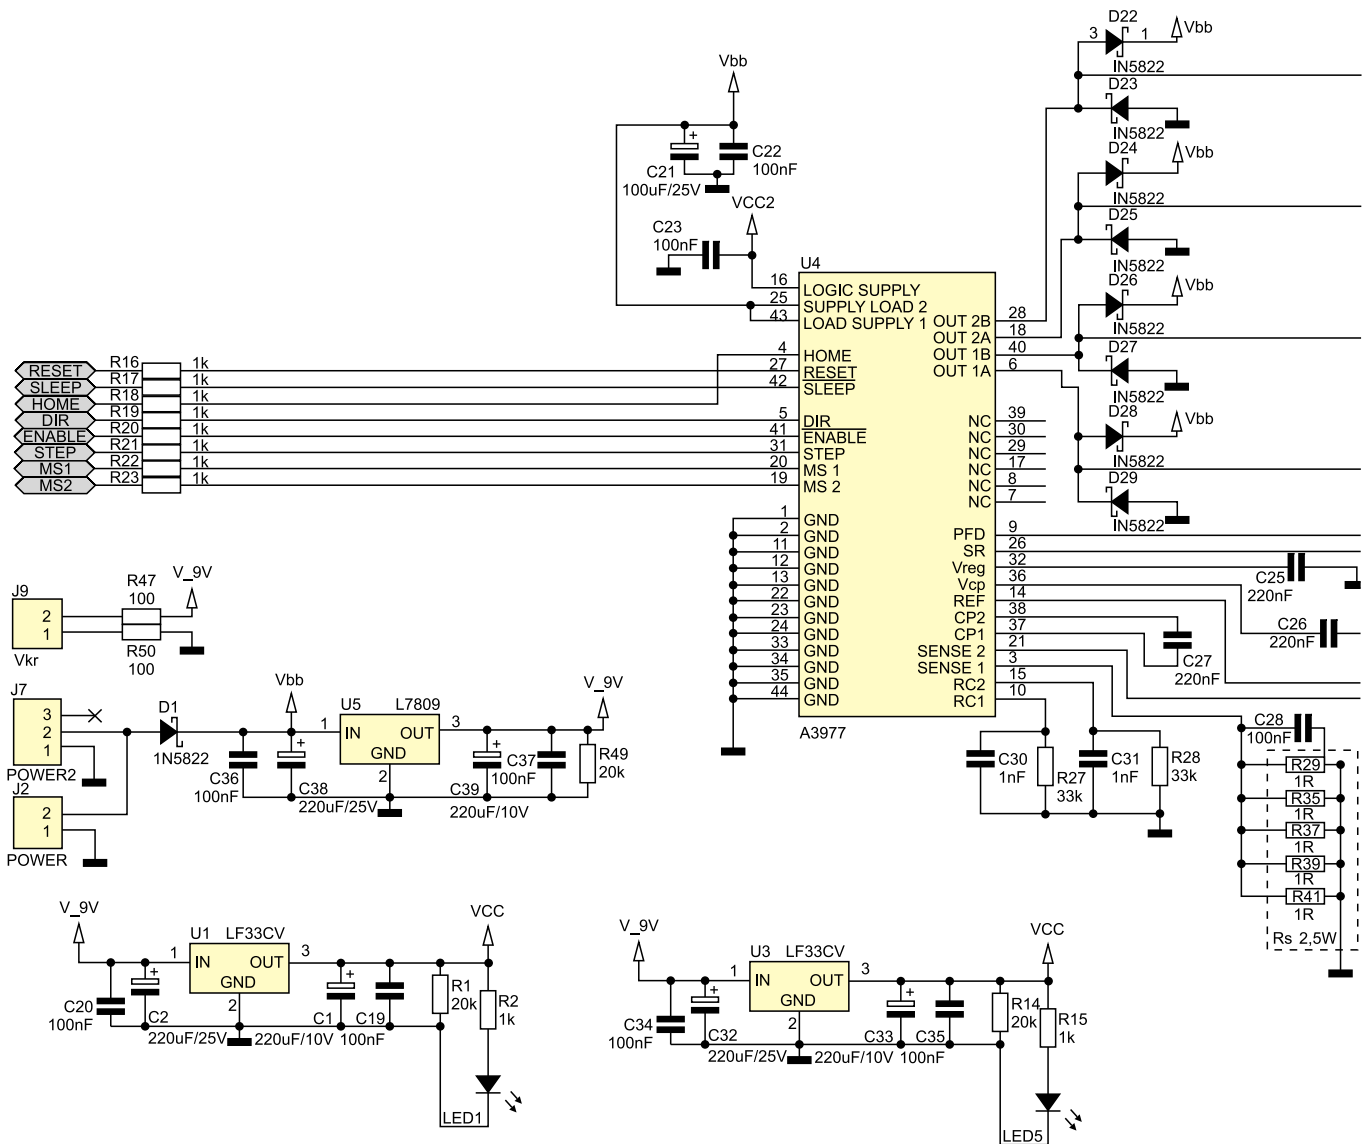 D22
3
1
Vbb
IN5822
D23
IN5822
D24
Vbb
IN5822
D25
IN5822
D26
Vbb
IN5822
D27
IN5822
D28
Vbb
IN5822
D29
IN5822
Vbb
+
C21
100uF/25V
C22
100nF
VCC2
C23
100nF
U4
16 LOGIC SUPPLY
25 SUPPLY LOAD 2
43 LOAD SUPPLY 1
4 HOME
27 RESET
42 SLEEP
5 DIR
41 ENABLE
31 STEP
20 MS 1
19 MS 2
1 GND
2 GND
11 GND
12 GND
13 GND
22 GND
23 GND
24 GND
33 GND
34 GND
35 GND
44 GND
OUT 2B 28
OUT 2A 18
OUT 1B 40
OUT 1A 6
NC 39
NC 30
NC 29
NC 17
NC 8
NC 7
PFD 9
SR 26
Vreg 32
Vcp 36
REF 14
CP2 38
CP1 37
SENSE 2 21
SENSE 1 3
RC2 15
RC1 10
A3977
RESET R16 1k
SLEEP R17 1k
HOME R18 1k
DIR R19 1k
ENABLE R20 1k
STEP R21 1k
MS1 R22 1k
MS2 R23 1k
C25
220nF
C26
220nF
C27
220nF
C28
100nF
C30
1nF
R27
33k
C31
1nF
R28
33k
R29
1R
R35
1R
R37
1R
R39
1R
R41
1R
Rs 2,5W
J9
2
1
Vkr
R47
100
V_9V
R50
100
J7
3
2
1
POWER2
J2
2
1
POWER
D1
1N5822
Vbb
U5 L7809
1 IN OUT 3
GND
2
V_9V
C36
100nF
+
C38
220uF/25V
+
C39
220uF/10V
C37
100nF
R49
20k
V_9V
U1 LF33CV
1 IN OUT 3
GND
2
VCC
C20
100nF
+
C2
220uF/25V
+
C1
220uF/10V
C19
100nF
R1
20k
R2
1k
LED1
V_9V
U3 LF33CV
1 IN OUT 3
GND
2
VCC
C34
100nF
+
C32
220uF/25V
+
C33
220uF/10V
C35
100nF
R14
20k
R15
1k
LED5